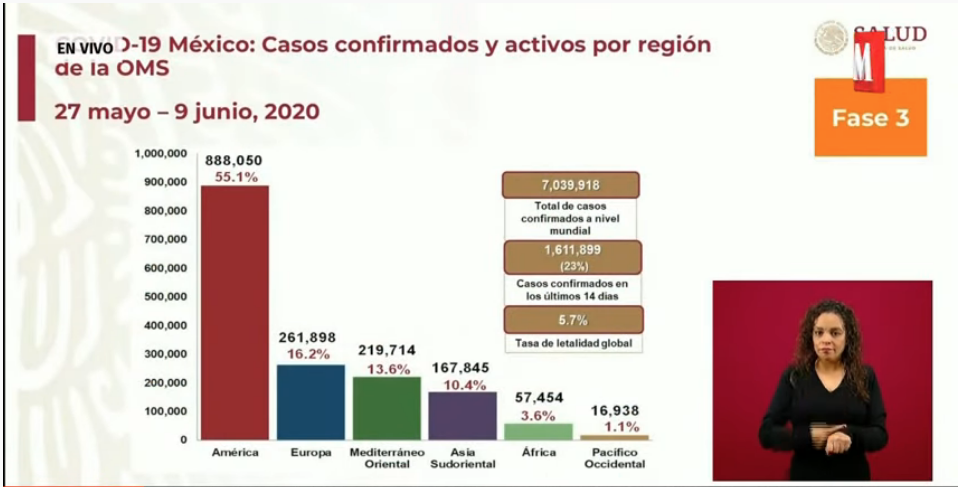 EN VIVO D-19 México: Casos confirmados y activos por región
de la OMS
27 mayo – 9 junio, 2020
SALUD
M
Fase 3
1,000,000
900,000
800,000
700,000
600,000
500,000
400,000
300,000
200,000
100,000
0
888,050
55.1%
261,898
16.2%
219,714
13.6%
167,845
10.4%
57,454
3.6%
16,938
1.1%
América
Europa
Mediterráneo
Oriental
Asia
Sudoriental
África
Pacífico
Occidental
7,039,918
Total de casos
confirmados a nivel
mundial
1,611,899
(23%)
Casos confirmados en
los últimos 14 días
5.7%
Tasa de letalidad global